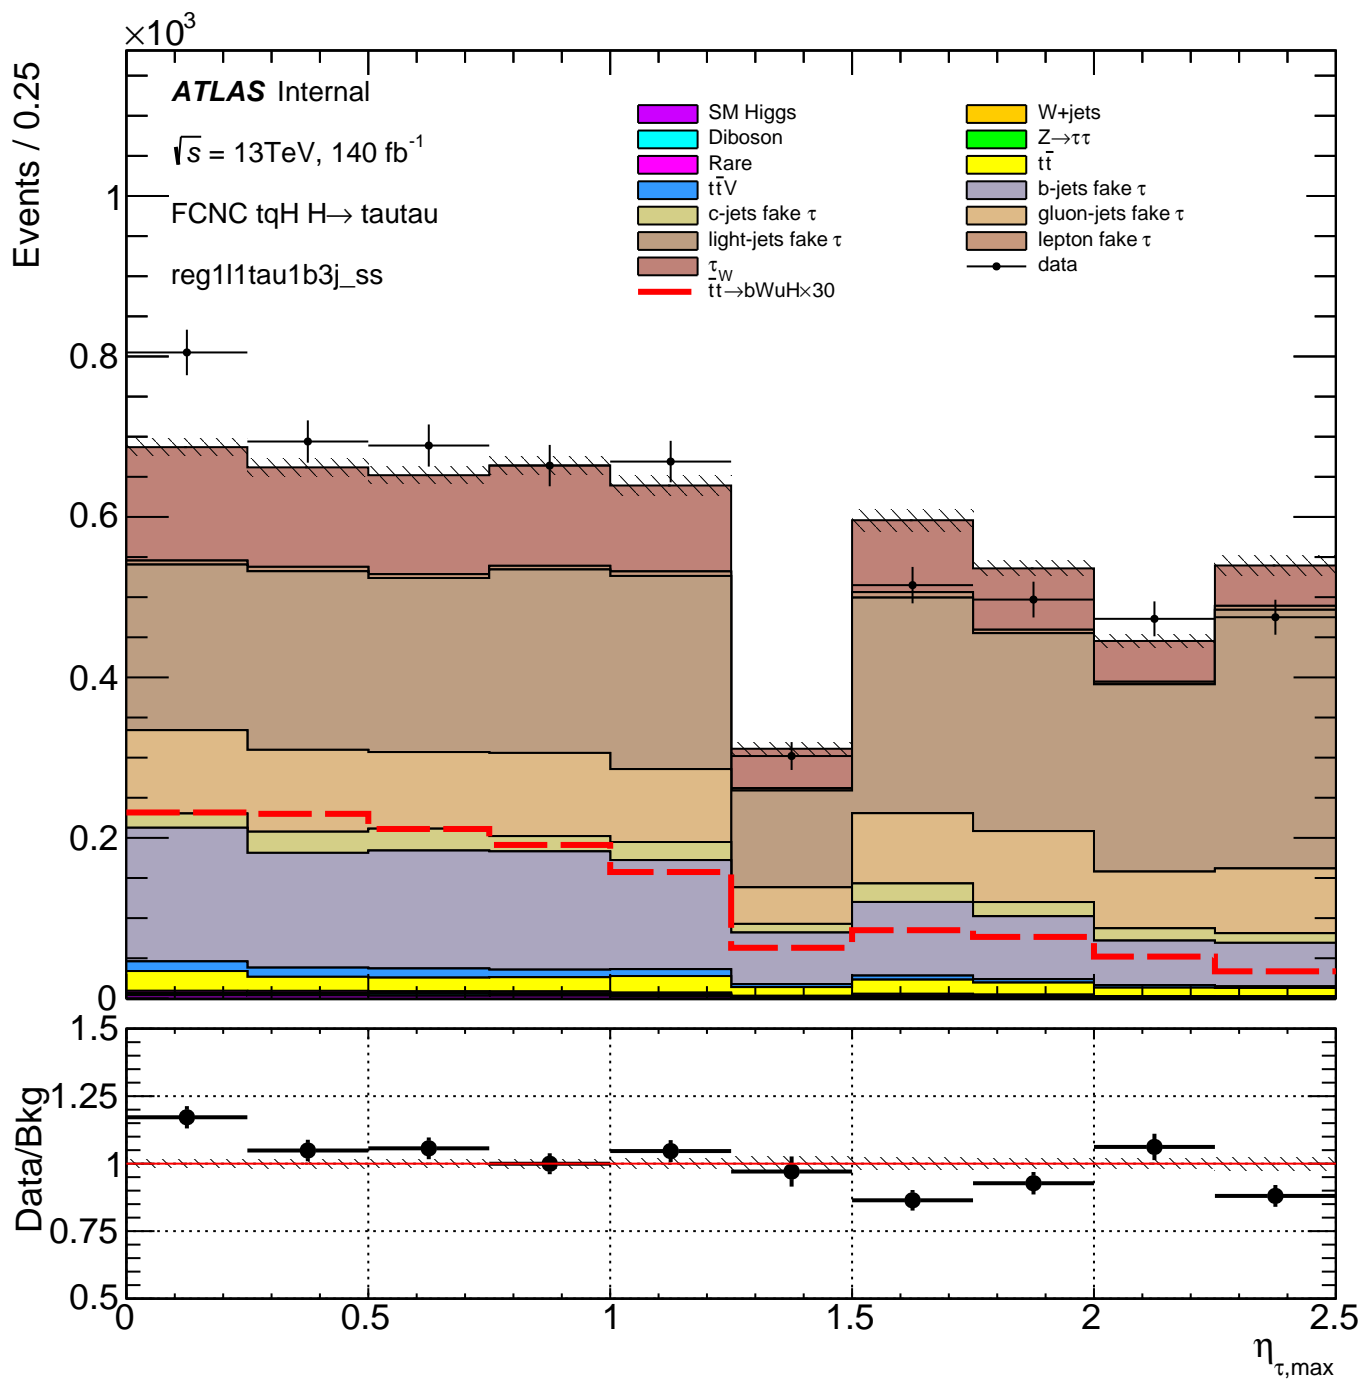 ×10³
Events / 0.25
ATLAS Internal
√s = 13TeV, 140 fb⁻¹
FCNC tqH H→ tautau
reg1l1tau1b3j_ss
SM Higgs
Diboson
Rare
tt̄V
c-jets fake τ
light-jets fake τ
τ_W
t̄t→bWuH×30
W+jets
Z→ττ
tt̄
b-jets fake τ
gluon-jets fake τ
lepton fake τ
data
1
0.8
0.6
0.4
0.2
0
Data/Bkg
1.5
1.25
1
0.75
0.5
0 0.5 1 1.5 2 2.5
η_τ,max